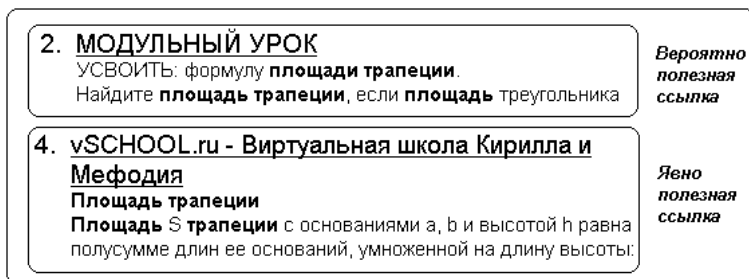 2. МОДУЛЬНЫЙ УРОК
УСВОИТЬ: формулу площади трапеции.
Найдите площадь трапеции, если площадь треугольника
Вероятно
полезная
ссылка
4. vSCHOOL.ru - Виртуальная школа Кирилла и
Мефодия
Площадь трапеции
Площадь S трапеции с основаниями a, b и высотой h равна
полусумме длин ее оснований, умноженной на длину высоты:
Явно
полезная
ссылка